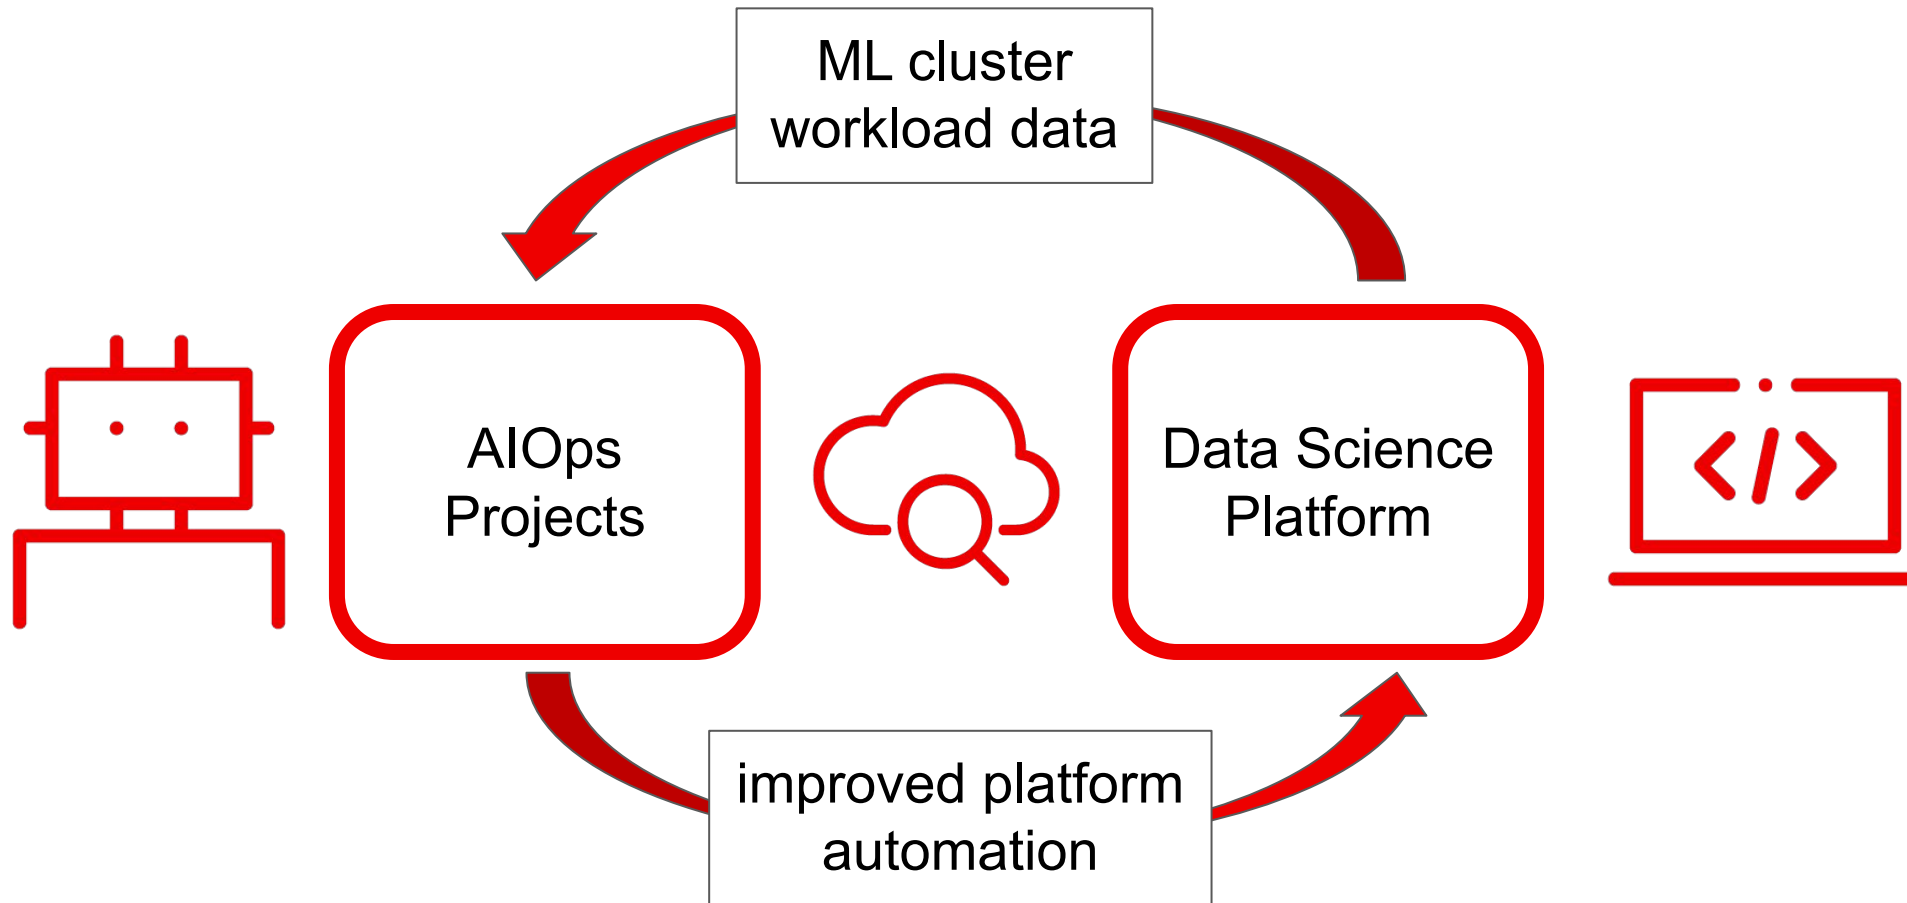 ML cluster
workload data
AIOps
Projects
Data Science
Platform
improved platform
automation